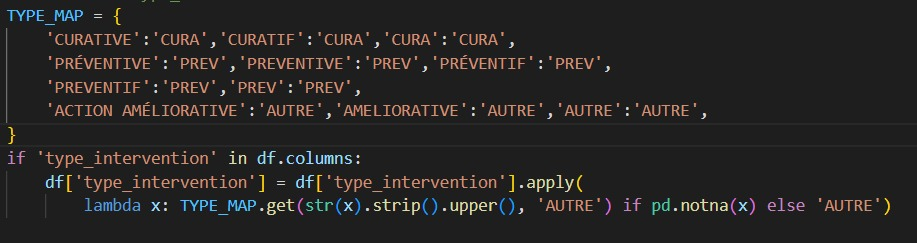 TYPE_MAP = {
    'CURATIVE':'CURA','CURATIF':'CURA','CURA':'CURA',
    'PRÉVENTIVE':'PREV','PREVENTIVE':'PREV','PRÉVENTIF':'PREV',
    'PREVENTIF':'PREV','PREV':'PREV',
    'ACTION AMÉLIORATIVE':'AUTRE','AMELIORATIVE':'AUTRE','AUTRE':'AUTRE',
}
if 'type_intervention' in df.columns:
    df['type_intervention'] = df['type_intervention'].apply(
        lambda x: TYPE_MAP.get(str(x).strip().upper(), 'AUTRE') if pd.notna(x) else 'AUTRE')